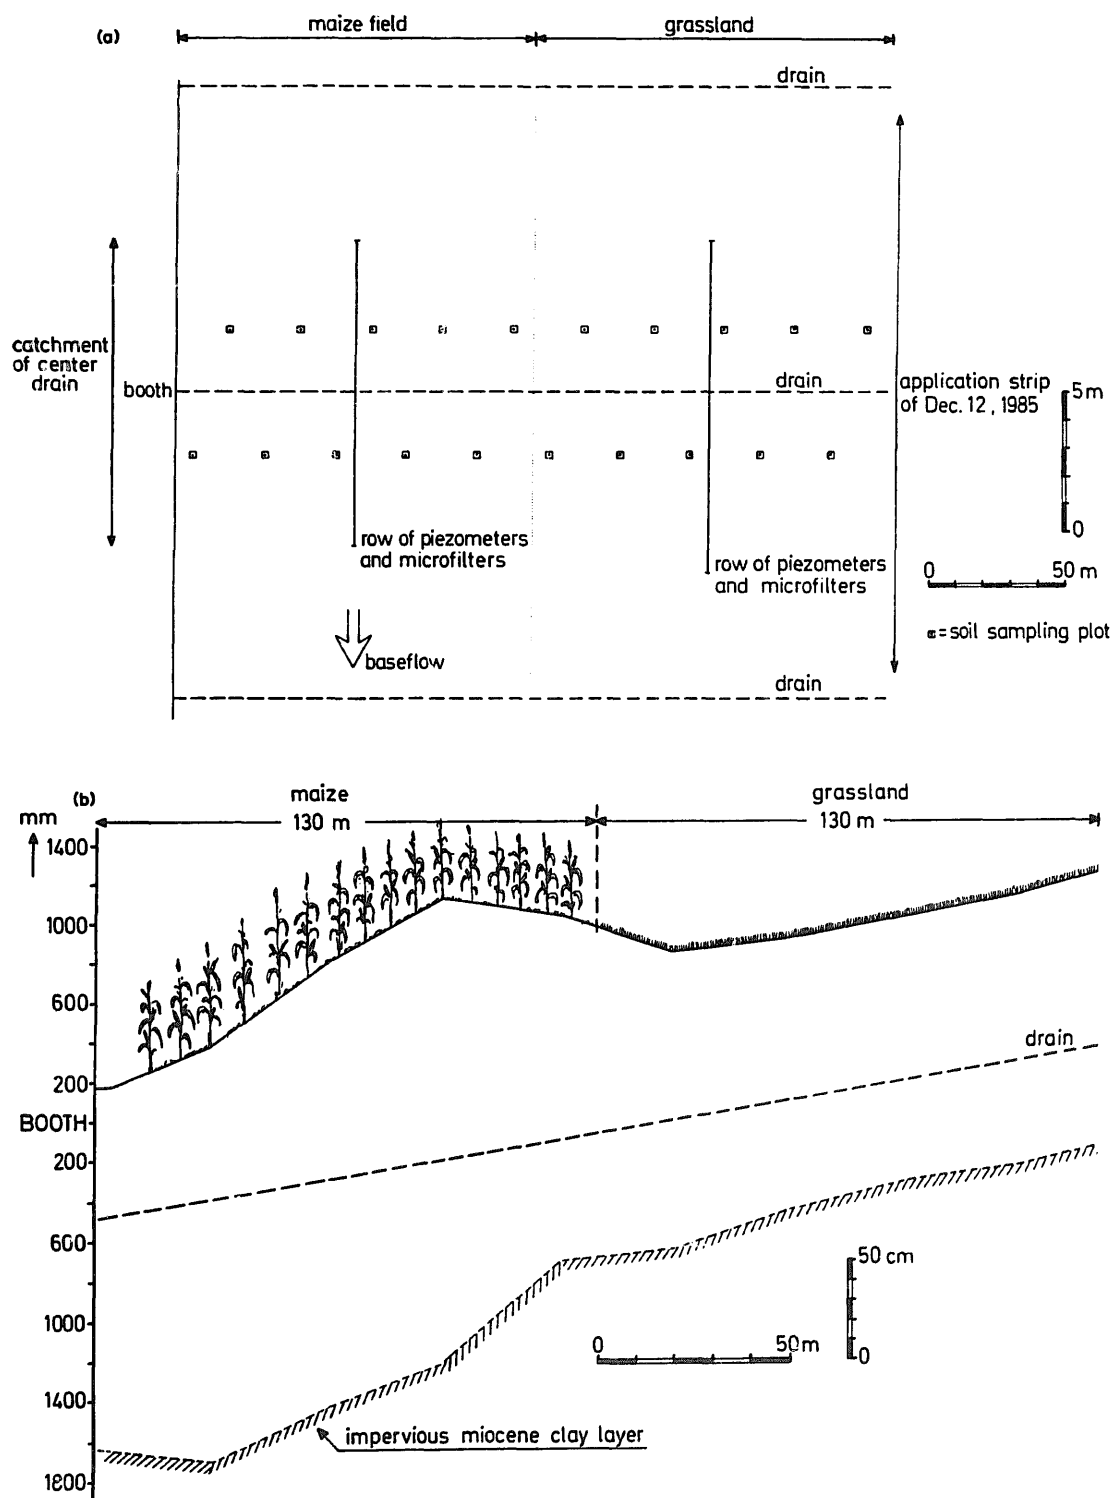 (a)
maize field
grassland
drain
catchment
of center
drain
booth
drain
application strip
of Dec. 12, 1985
5m
0
row of piezometers
and microfilters
row of piezometers
and microfilters
0 50 m
=soil sampling plot
baseflow
drain
(b)
mm
maize
130 m
grassland
130 m
1400
1000
600
200
BOOTH
200
600
1000
1400
1800
drain
50 cm
0
0 50m
impervious miocene clay layer